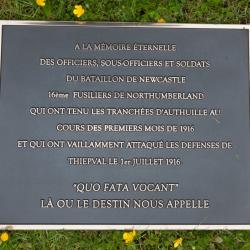 A LA MÉMOIRE ÉTERNELLE
DES OFFICIERS, SOUS-OFFICIERS ET SOLDATS
DU BATAILLON DE NEWCASTLE
16ème FUSILIERS DE NORTHUMBERLAND
QUI ONT TENU LES TRANCHÉES D'AUTHUILLE AU
COURS DES PREMIERS MOIS DE 1916
ET QUI ONT VAILLAMMENT ATTAQUÉ LES DEFENSES DE
THIEPVAL LE 1er JUILLET 1916
"QUO FATA VOCANT"
LÀ OU LE DESTIN NOUS APPELLE